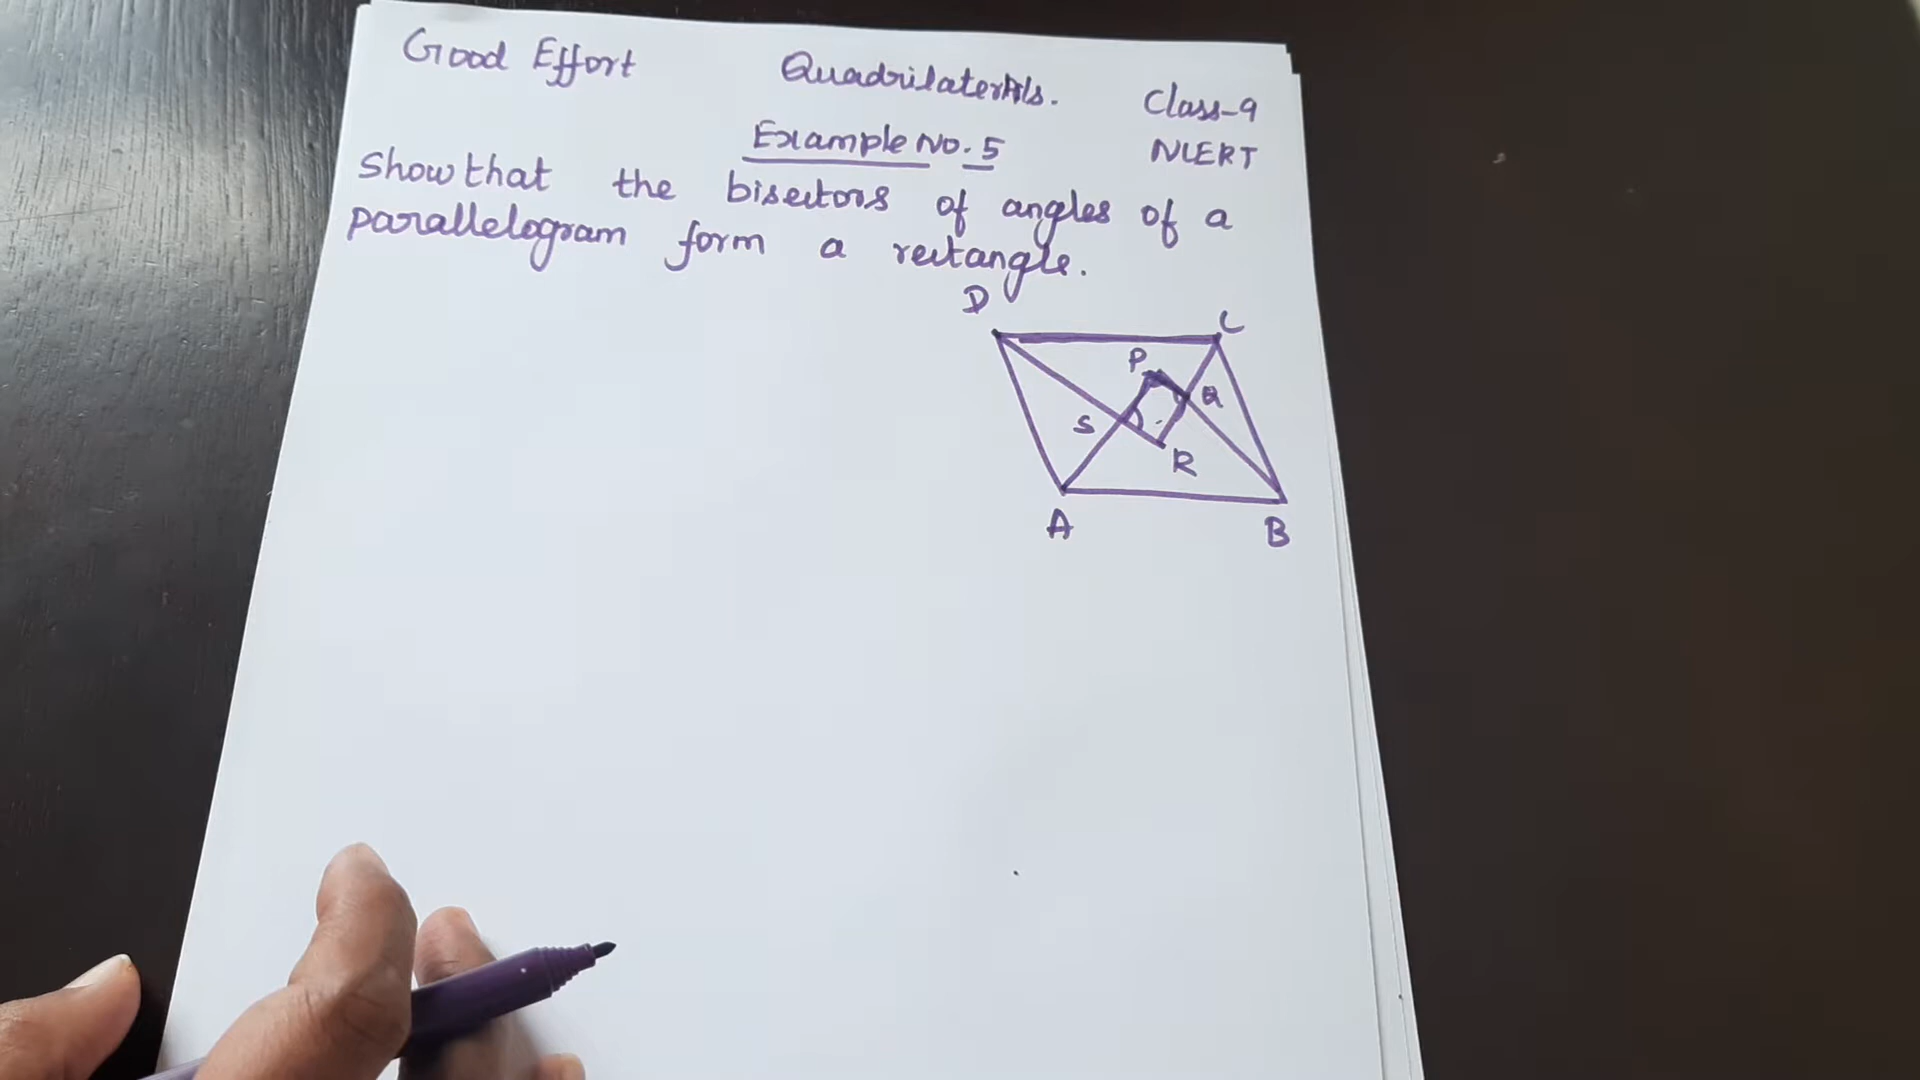 Good Effort Quadrilaterals. Class-9
Example No. 5 NCERT
Show that the bisectors of angles of a
parallelogram form a rectangle.
D
C
P
Q
S
R
A
B